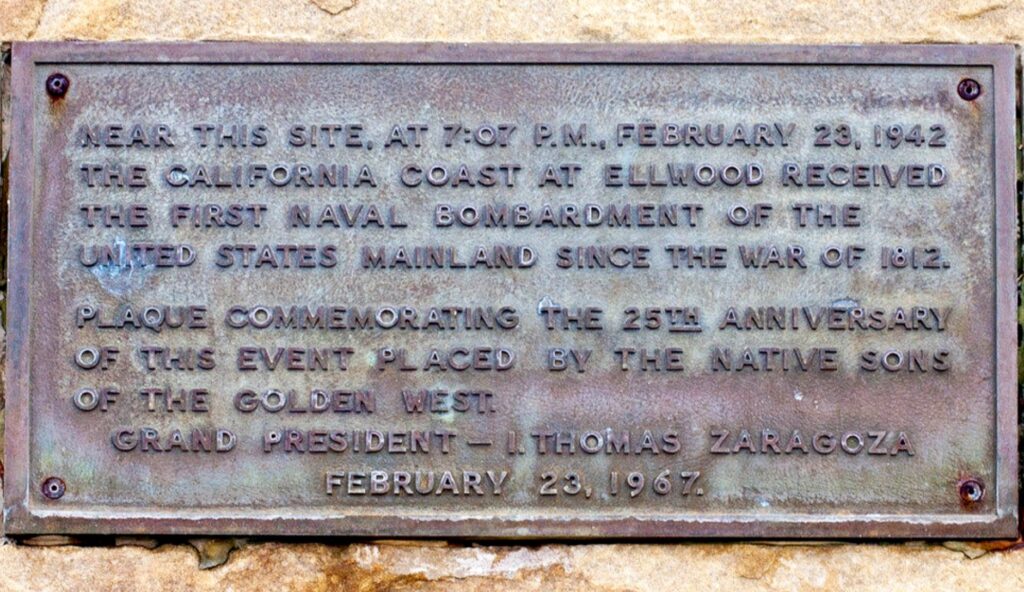 NEAR THIS SITE, AT 7:07 P.M., FEBRUARY 23, 1942
THE CALIFORNIA COAST AT ELLWOOD RECEIVED
THE FIRST NAVAL BOMBARDMENT OF THE
UNITED STATES MAINLAND SINCE THE WAR OF 1812.
PLAQUE COMMEMORATING THE 25TH ANNIVERSARY
OF THIS EVENT PLACED BY THE NATIVE SONS
OF THE GOLDEN WEST.
GRAND PRESIDENT — I. THOMAS ZARAGOZA
FEBRUARY 23, 1967.